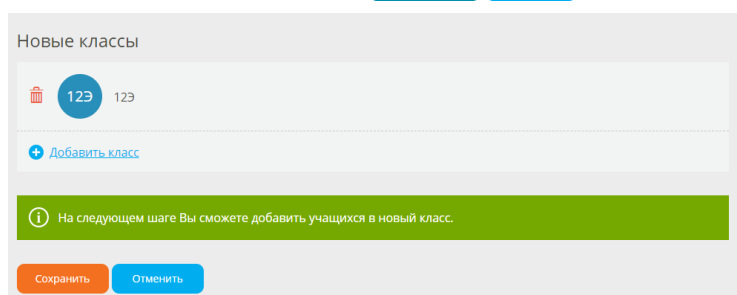 Новые классы
12Э 12Э
Добавить класс
На следующем шаге Вы сможете добавить учащихся в новый класс.
Сохранить Отменить